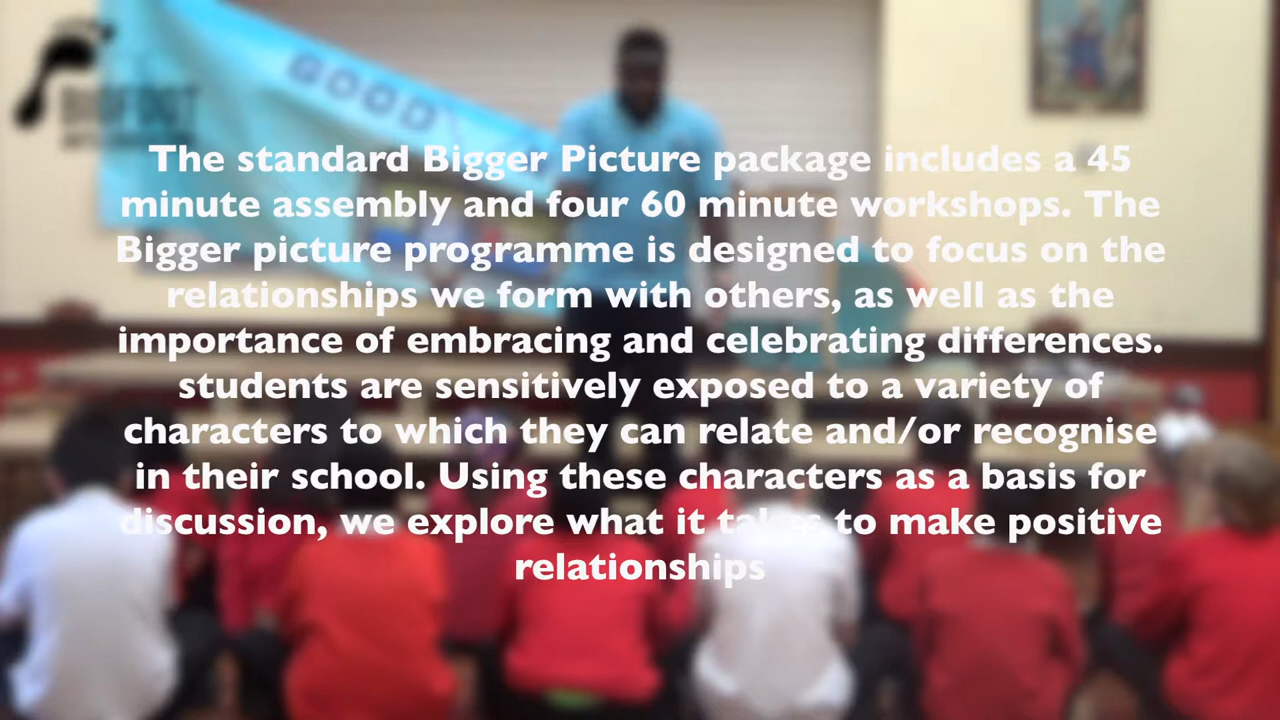 GOOD
BIGFOOT
The standard Bigger Picture package includes a 45
minute assembly and four 60 minute workshops. The
Bigger picture programme is designed to focus on the
relationships we form with others, as well as the
importance of embracing and celebrating differences.
students are sensitively exposed to a variety of
characters to which they can relate and/or recognise
in their school. Using these characters as a basis for
discussion, we explore what it takes to make positive
relationships